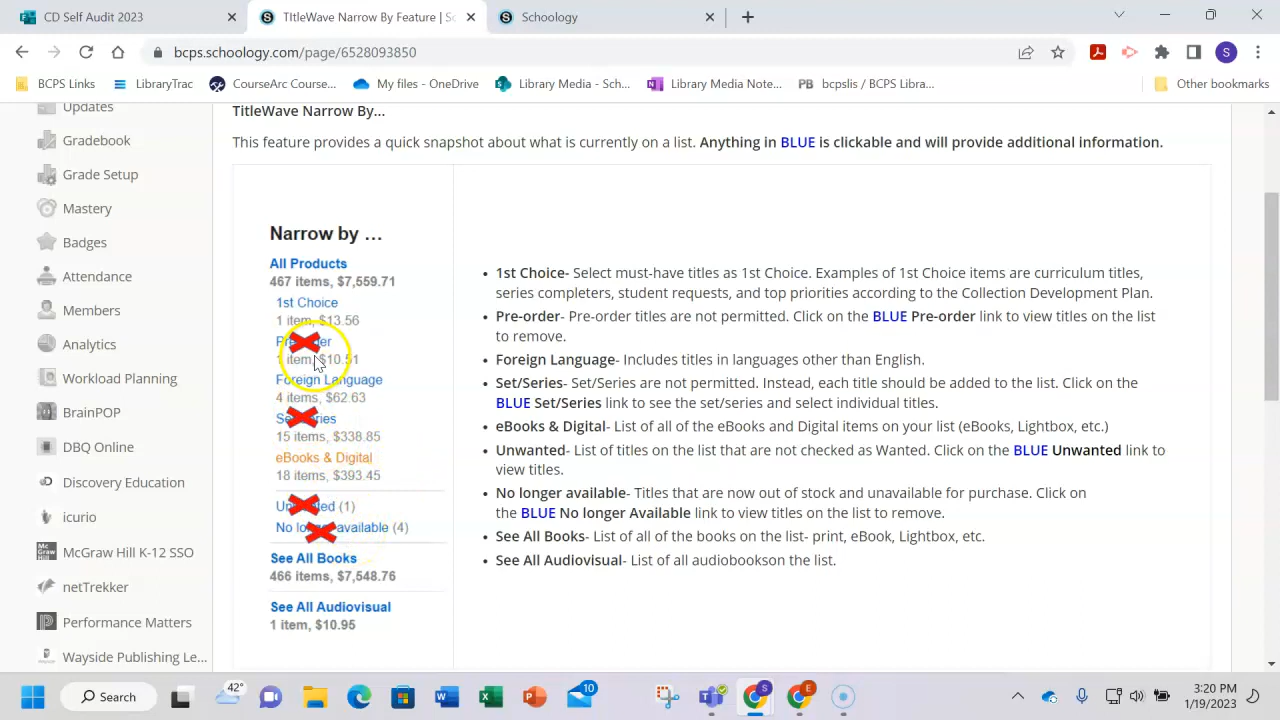 CD Self Audit 2023
TItleWave Narrow By Feature | Sc
Schoology
bcps.schoology.com/page/6528093850
S
BCPS Links
LibraryTrac
CourseArc Course...
My files - OneDrive
Library Media - Sch...
Library Media Note...
PB bcpslis / BCPS Libra...
Other bookmarks
Updates
Gradebook
Grade Setup
Mastery
Badges
Attendance
Members
Analytics
Workload Planning
BrainPOP
DBQ Online
Discovery Education
icurio
McGraw Hill K-12 SSO
netTrekker
Performance Matters
Wayside Publishing Le...
TitleWave Narrow By...
This feature provides a quick snapshot about what is currently on a list. Anything in BLUE is clickable and will provide additional information.
Narrow by ...
All Products
467 items, $7,559.71
1st Choice
1 item, $13.56
Pre-order
1 item, $10.51
Foreign Language
4 items, $62.63
Set/Series
15 items, $338.85
eBooks & Digital
18 items, $393.45
Unwanted (1)
No longer available (4)
See All Books
466 items, $7,548.76
See All Audiovisual
1 item, $10.95
• 1st Choice- Select must-have titles as 1st Choice. Examples of 1st Choice items are curriculum titles,
series completers, student requests, and top priorities according to the Collection Development Plan.
• Pre-order- Pre-order titles are not permitted. Click on the BLUE Pre-order link to view titles on the list
to remove.
• Foreign Language- Includes titles in languages other than English.
• Set/Series- Set/Series are not permitted. Instead, each title should be added to the list. Click on the
BLUE Set/Series link to see the set/series and select individual titles.
• eBooks & Digital- List of all of the eBooks and Digital items on your list (eBooks, Lightbox, etc.)
• Unwanted- List of titles on the list that are not checked as Wanted. Click on the BLUE Unwanted link to
view titles.
• No longer available- Titles that are now out of stock and unavailable for purchase. Click on
the BLUE No longer Available link to view titles on the list to remove.
• See All Books- List of all of the books on the list- print, eBook, Lightbox, etc.
• See All Audiovisual- List of all audiobookson the list.
Search
42°
10
S
E
3:20 PM
1/19/2023